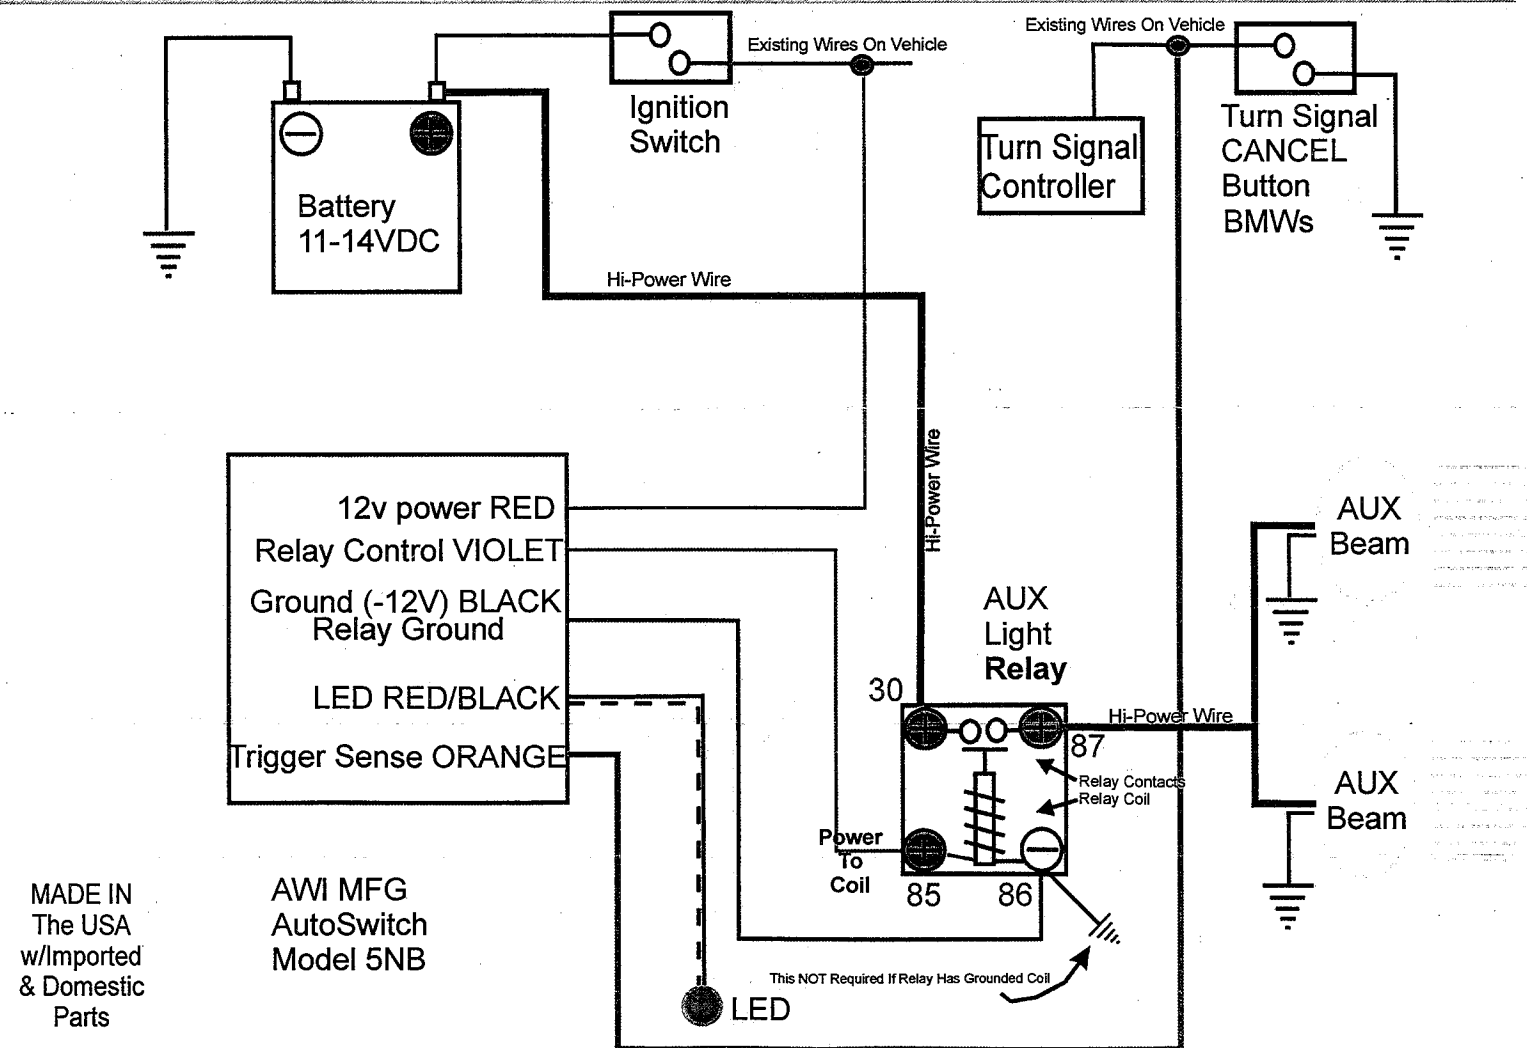 Existing Wires On Vehicle
Existing Wires On Vehicle
Ignition
Switch
Turn Signal
Controller
Turn Signal
CANCEL
Button
BMWs
Battery
11-14VDC
Hi-Power Wire
Hi-Power Wire
12v power RED
Relay Control VIOLET
Ground (-12V) BLACK
Relay Ground
LED RED/BLACK
Trigger Sense ORANGE
AUX
Beam
AUX
Light
Relay
30
87
Hi-Power Wire
Relay Contacts
Relay Coil
AUX
Beam
Power
To
Coil
85
86
This NOT Required If Relay Has Grounded Coil
LED
AWI MFG
AutoSwitch
Model 5NB
MADE IN
The USA
w/Imported
& Domestic
Parts